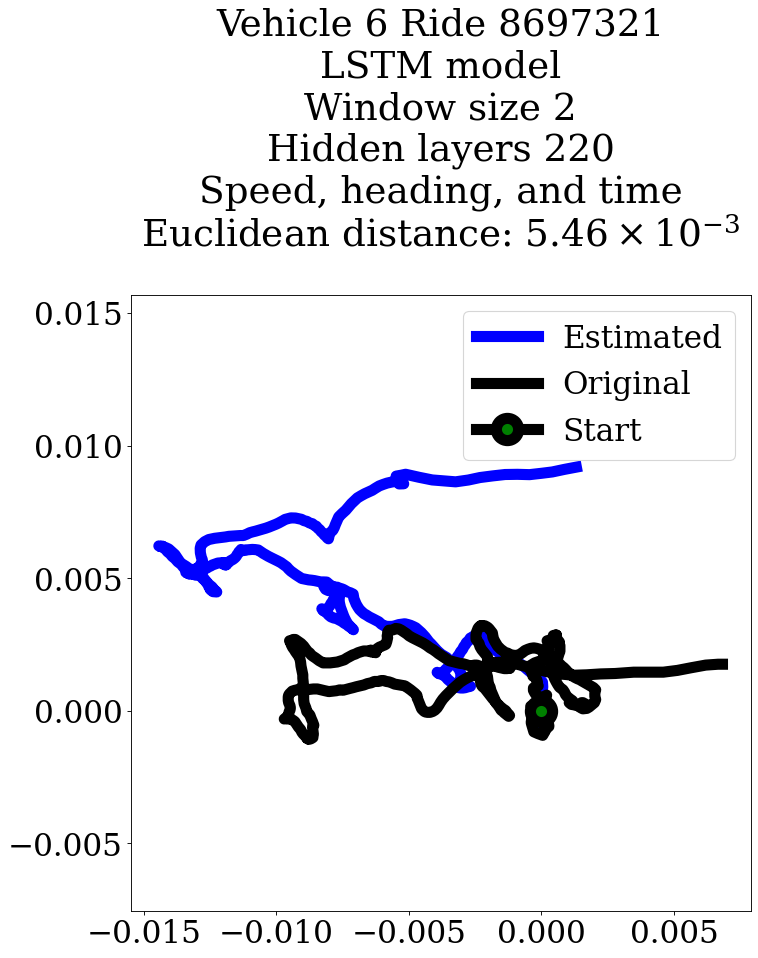 Vehicle 6 Ride 8697321
LSTM model
Window size 2
Hidden layers 220
Speed, heading, and time
Euclidean distance: 5.46 × 10⁻³
0.015
0.010
0.005
0.000
−0.005
Estimated
Original
Start
−0.015 −0.010 −0.005 0.000 0.005